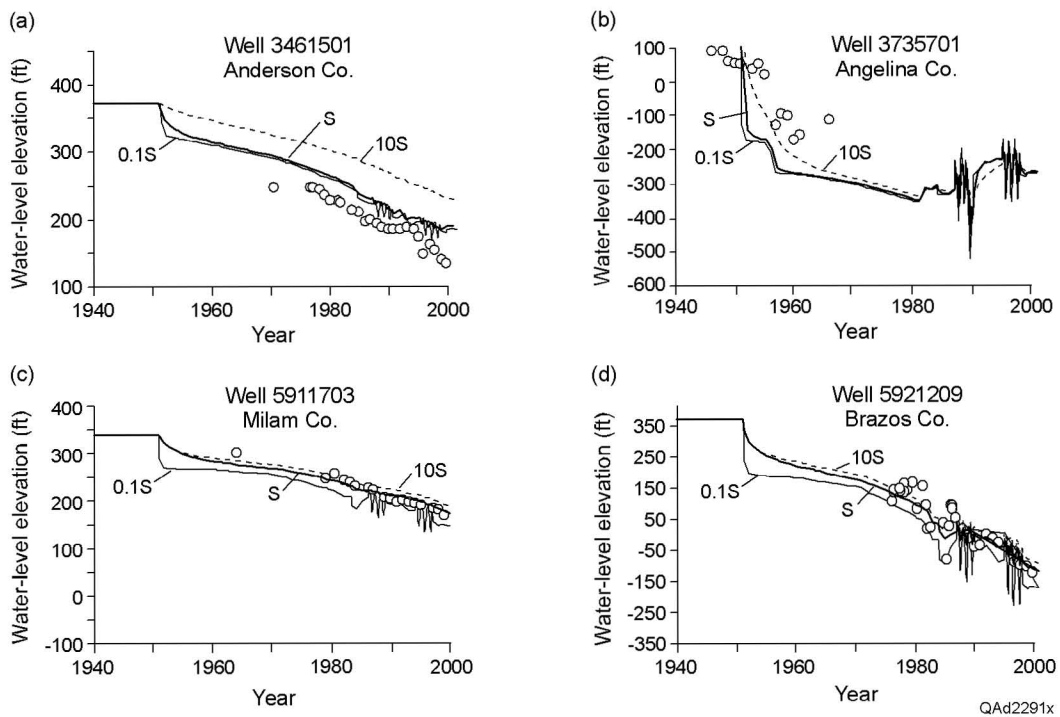 (a)
Well 3461501
Anderson Co.
Water-level elevation (ft)
400
300
200
100
S
10S
0.1S
1940
1960
1980
2000
Year
(b)
Well 3735701
Angelina Co.
Water-level elevation (ft)
100
0
-100
-200
-300
-400
-500
-600
S
0.1S
10S
1940
1960
1980
2000
Year
(c)
Well 5911703
Milam Co.
Water-level elevation (ft)
400
300
200
100
0
-100
0.1S
S
10S
1940
1960
1980
2000
Year
(d)
Well 5921209
Brazos Co.
Water-level elevation (ft)
350
250
150
50
-50
-150
-250
-350
10S
0.1S
S
1940
1960
1980
2000
Year
QAd2291x